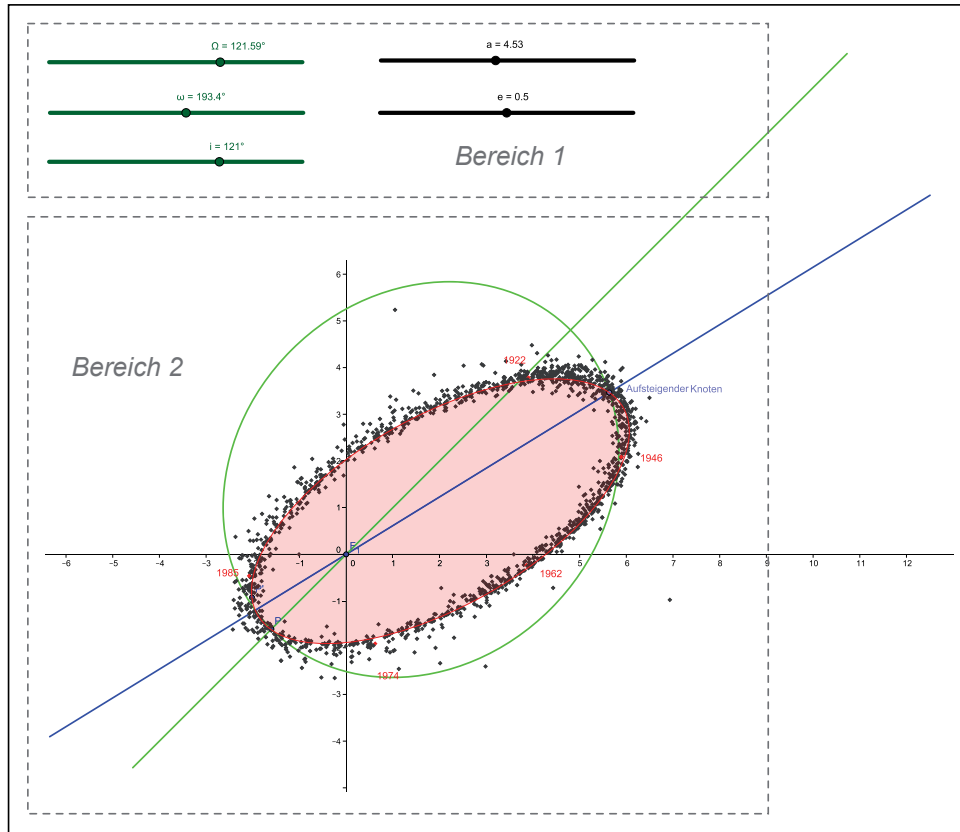 Ω = 121.59°
a = 4.53
ω = 193.4°
e = 0.5
i = 121°
Bereich 1
Bereich 2
6
5
4
3
2
1
0
−1
−3
−4
−6 −5 −4 −3 −2 −1 0 1 2 3 4 5 6 7 8 9 10 11 12
1922
Aufsteigender Knoten
1946
1962
1985
1974
F
P